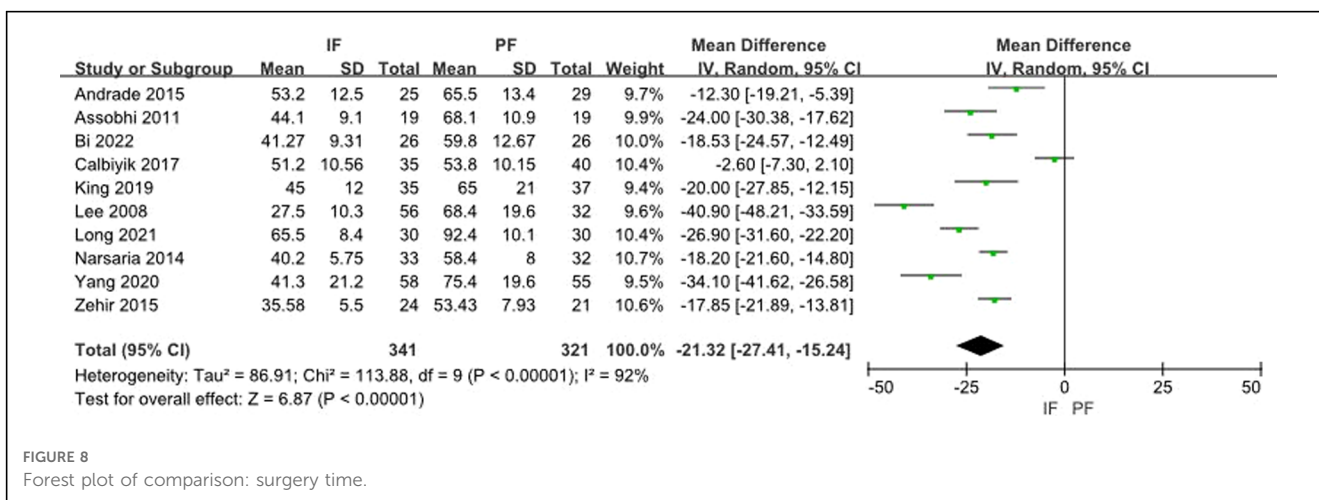 IF PF Mean Difference Mean Difference
Study or Subgroup Mean SD Total Mean SD Total Weight IV, Random, 95% CI IV, Random, 95% CI
Andrade 2015 53.2 12.5 25 65.5 13.4 29 9.7% -12.30 [-19.21, -5.39]
Assobhi 2011 44.1 9.1 19 68.1 10.9 19 9.9% -24.00 [-30.38, -17.62]
Bi 2022 41.27 9.31 26 59.8 12.67 26 10.0% -18.53 [-24.57, -12.49]
Calbiyik 2017 51.2 10.56 35 53.8 10.15 40 10.4% -2.60 [-7.30, 2.10]
King 2019 45 12 35 65 21 37 9.4% -20.00 [-27.85, -12.15]
Lee 2008 27.5 10.3 56 68.4 19.6 32 9.6% -40.90 [-48.21, -33.59]
Long 2021 65.5 8.4 30 92.4 10.1 30 10.4% -26.90 [-31.60, -22.20]
Narsaria 2014 40.2 5.75 33 58.4 8 32 10.7% -18.20 [-21.60, -14.80]
Yang 2020 41.3 21.2 58 75.4 19.6 55 9.5% -34.10 [-41.62, -26.58]
Zehir 2015 35.58 5.5 24 53.43 7.93 21 10.6% -17.85 [-21.89, -13.81]
Total (95% CI) 341 321 100.0% -21.32 [-27.41, -15.24]
Heterogeneity: Tau² = 86.91; Chi² = 113.88, df = 9 (P < 0.00001); I² = 92%
Test for overall effect: Z = 6.87 (P < 0.00001)
-50 -25 0 25 50
IF PF
FIGURE 8
Forest plot of comparison: surgery time.